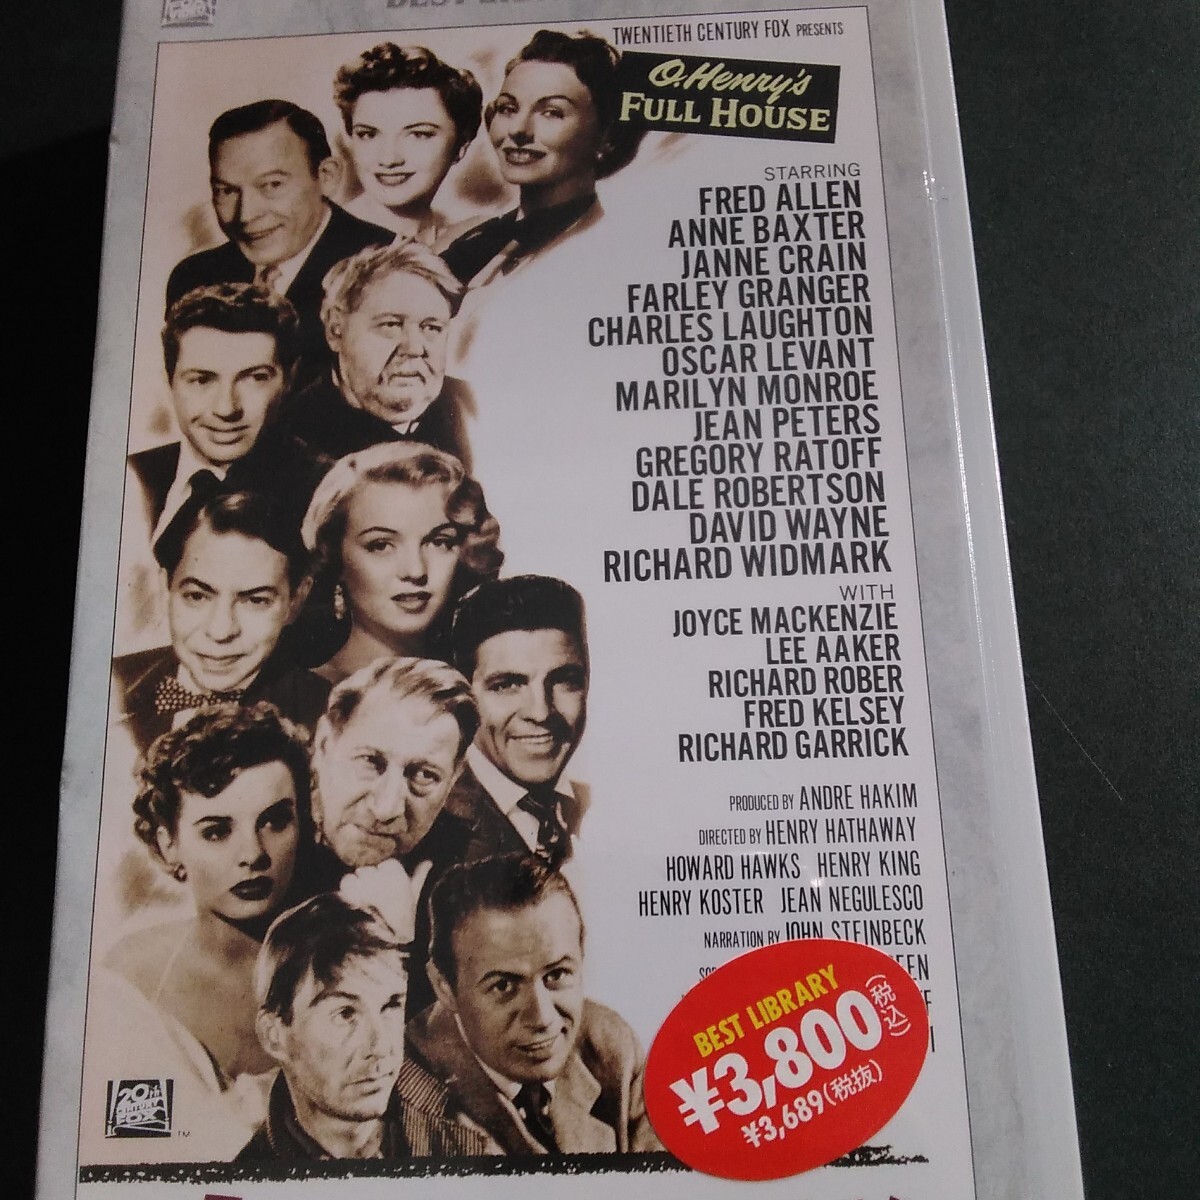 TWENTIETH CENTURY FOX PRESENTS
O.Henry's
FULL HOUSE
STARRING
FRED ALLEN
ANNE BAXTER
JANNE CRAIN
FARLEY GRANGER
CHARLES LAUGHTON
OSCAR LEVANT
MARILYN MONROE
JEAN PETERS
GREGORY RATOFF
DALE ROBERTSON
DAVID WAYNE
RICHARD WIDMARK
WITH
JOYCE MACKENZIE
LEE AAKER
RICHARD ROBER
FRED KELSEY
RICHARD GARRICK
PRODUCED BY ANDRE HAKIM
DIRECTED BY HENRY HATHAWAY
HOWARD HAWKS HENRY KING
HENRY KOSTER JEAN NEGULESCO
NARRATION BY JOHN STEINBECK
BEST LIBRARY
¥3,800(税込)
¥3,689(税抜)
20th
CENTURY
FOX
TM